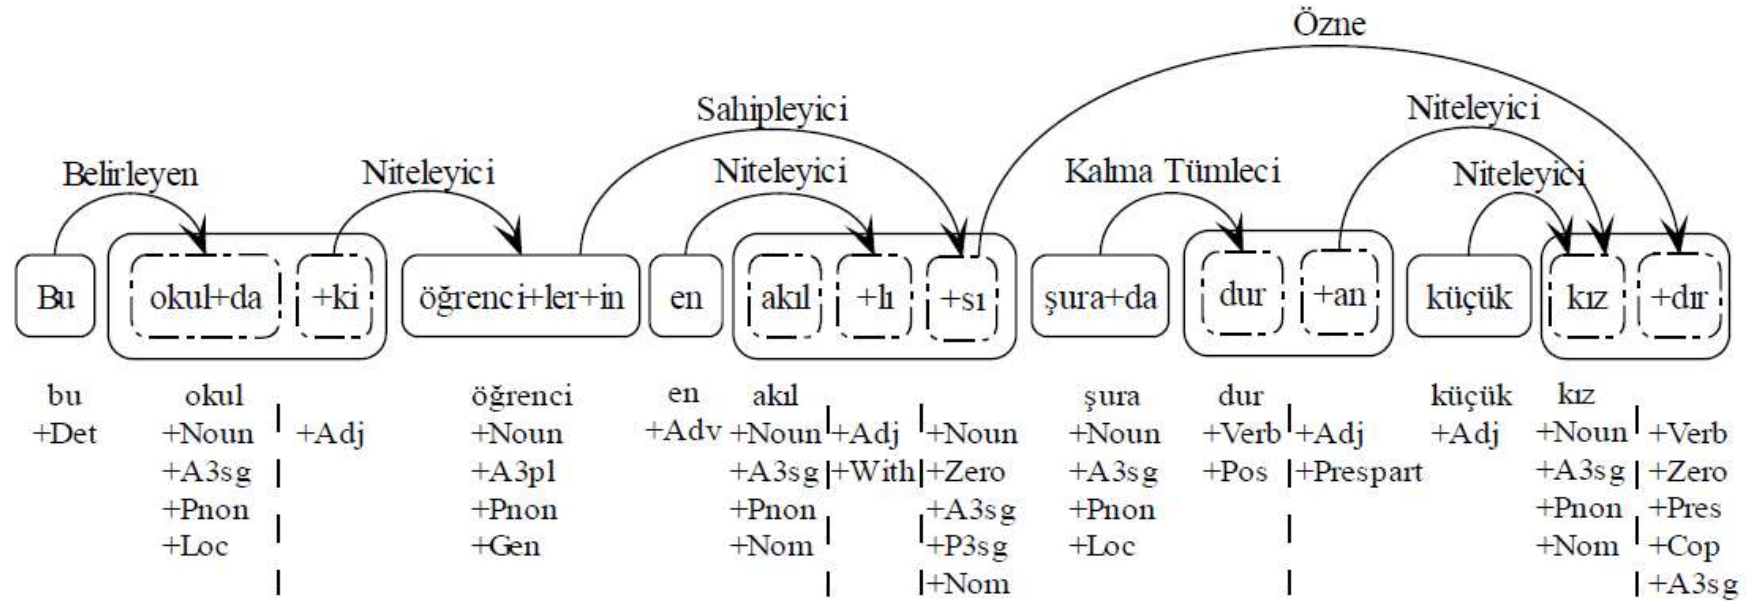 Özne
Sahipleyici Niteleyici
Belirleyen Niteleyici Niteleyici Kalma Tümleci Niteleyici
Bu okul+da +ki öğrenci+ler+in en akıl +lı +sı şura+da dur +an küçük kız +dır
bu okul öğrenci en akıl şura dur küçük kız
+Det +Noun +Adj +Noun +Adv +Noun +Adj +Noun +Noun +Verb +Adj +Adj +Noun +Verb
+A3sg +A3pl +A3sg +With +Zero +A3sg +Pos +Prespart +A3sg +Zero
+Pnon +Pnon +Pnon +A3sg +Pnon +Pnon +Pres
+Loc +Gen +Nom +P3sg +Loc +Nom +Cop
+Nom +A3sg